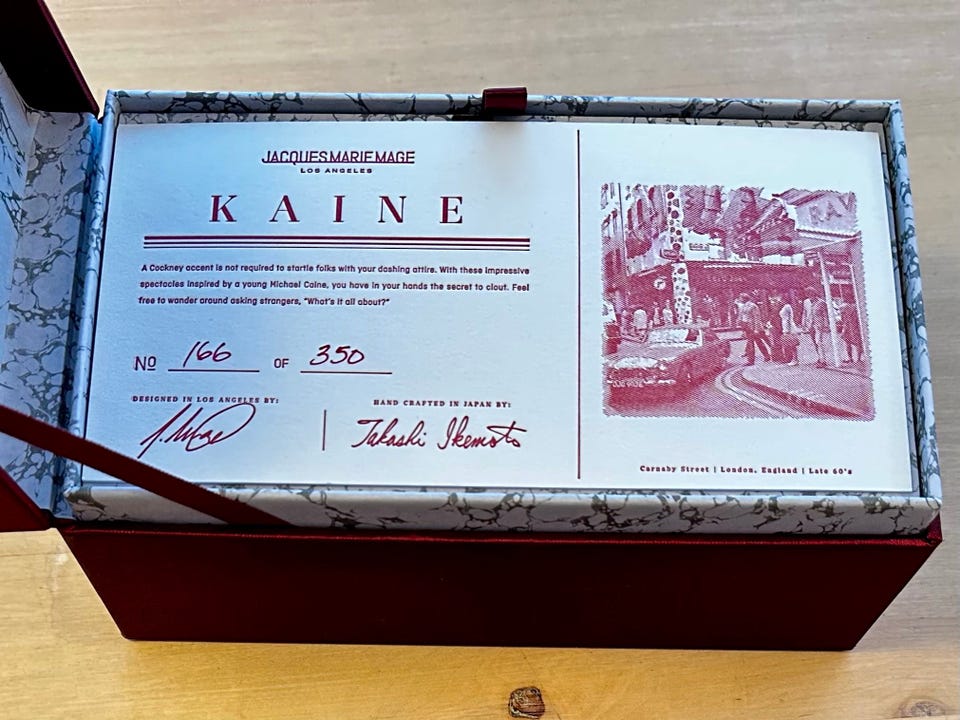 JACQUESMARIEMAGE
LOS ANGELES
KAINE
A Cockney accent is not required to startle folks with your dashing attire. With these impressive
spectacles inspired by a young Michael Caine, you have in your hands the secret to clout. Feel
free to wander around asking strangers, "What's it all about?"
No 166 OF 350
DESIGNED IN LOS ANGELES BY:
HAND CRAFTED IN JAPAN BY:
J. Mage
Takashi Ikemoto
Carnaby Street | London, England | Late 60's